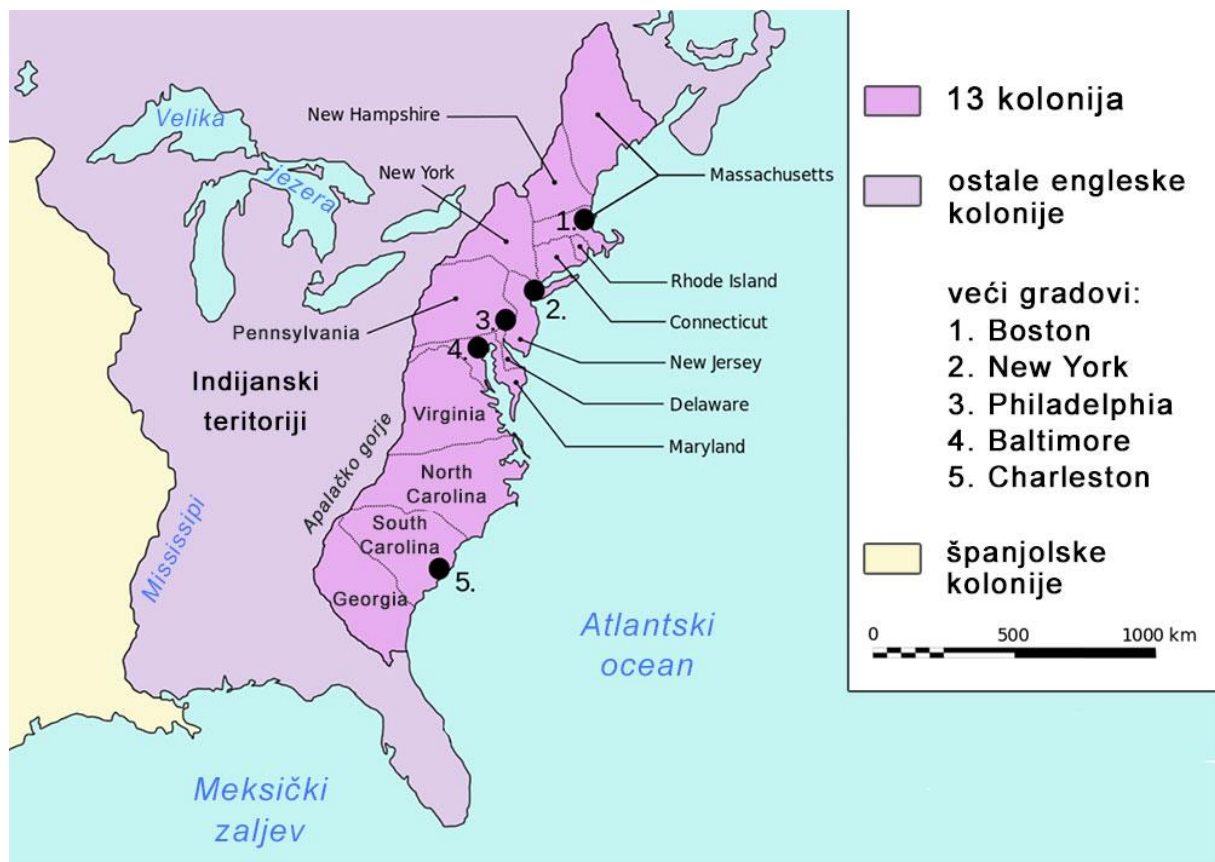 Velika
jezera
New Hampshire
New York
Massachusetts
1.
Rhode Island
2.
Connecticut
3.
Pennsylvania
4.
New Jersey
Delaware
Maryland
Indijanski
teritoriji
Virginia
Apalačko gorje
North
Carolina
South
Carolina
Mississipi
5.
Georgia
Atlantski
ocean
Meksički
zaljev
13 kolonija
ostale engleske
kolonije
veći gradovi:
1. Boston
2. New York
3. Philadelphia
4. Baltimore
5. Charleston
španjolske
kolonije
0 500 1000 km